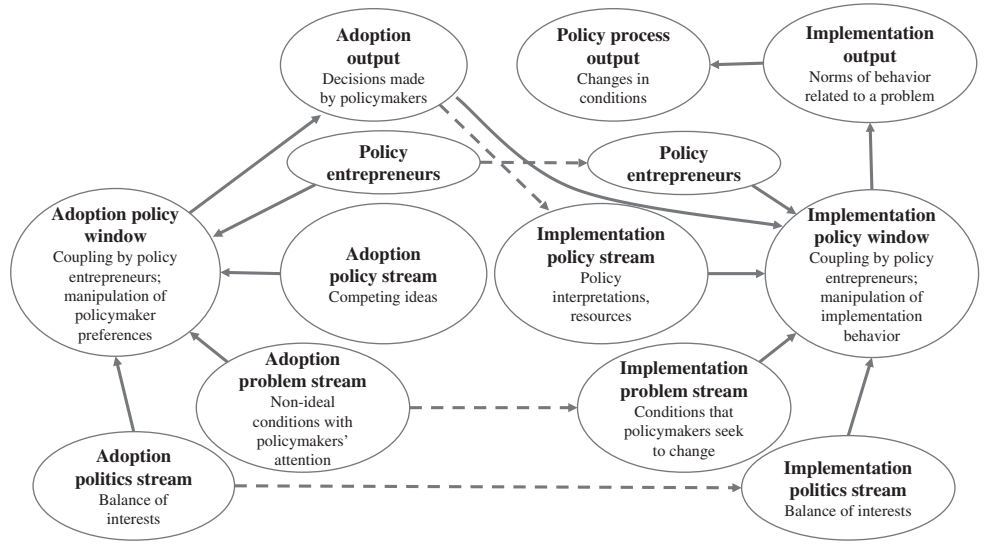 Adoption
output
Decisions made
by policymakers
Policy process
output
Changes in
conditions
Implementation
output
Norms of behavior
related to a problem
Policy
entrepreneurs
Policy
entrepreneurs
Adoption policy
window
Coupling by policy
entrepreneurs;
manipulation of
policymaker
preferences
Adoption
policy stream
Competing ideas
Implementation
policy stream
Policy
interpretations,
resources
Implementation
policy window
Coupling by policy
entrepreneurs;
manipulation of
implementation
behavior
Adoption
problem stream
Non-ideal
conditions with
policymakers’
attention
Implementation
problem stream
Conditions that
policymakers seek
to change
Adoption
politics stream
Balance of
interests
Implementation
politics stream
Balance of interests